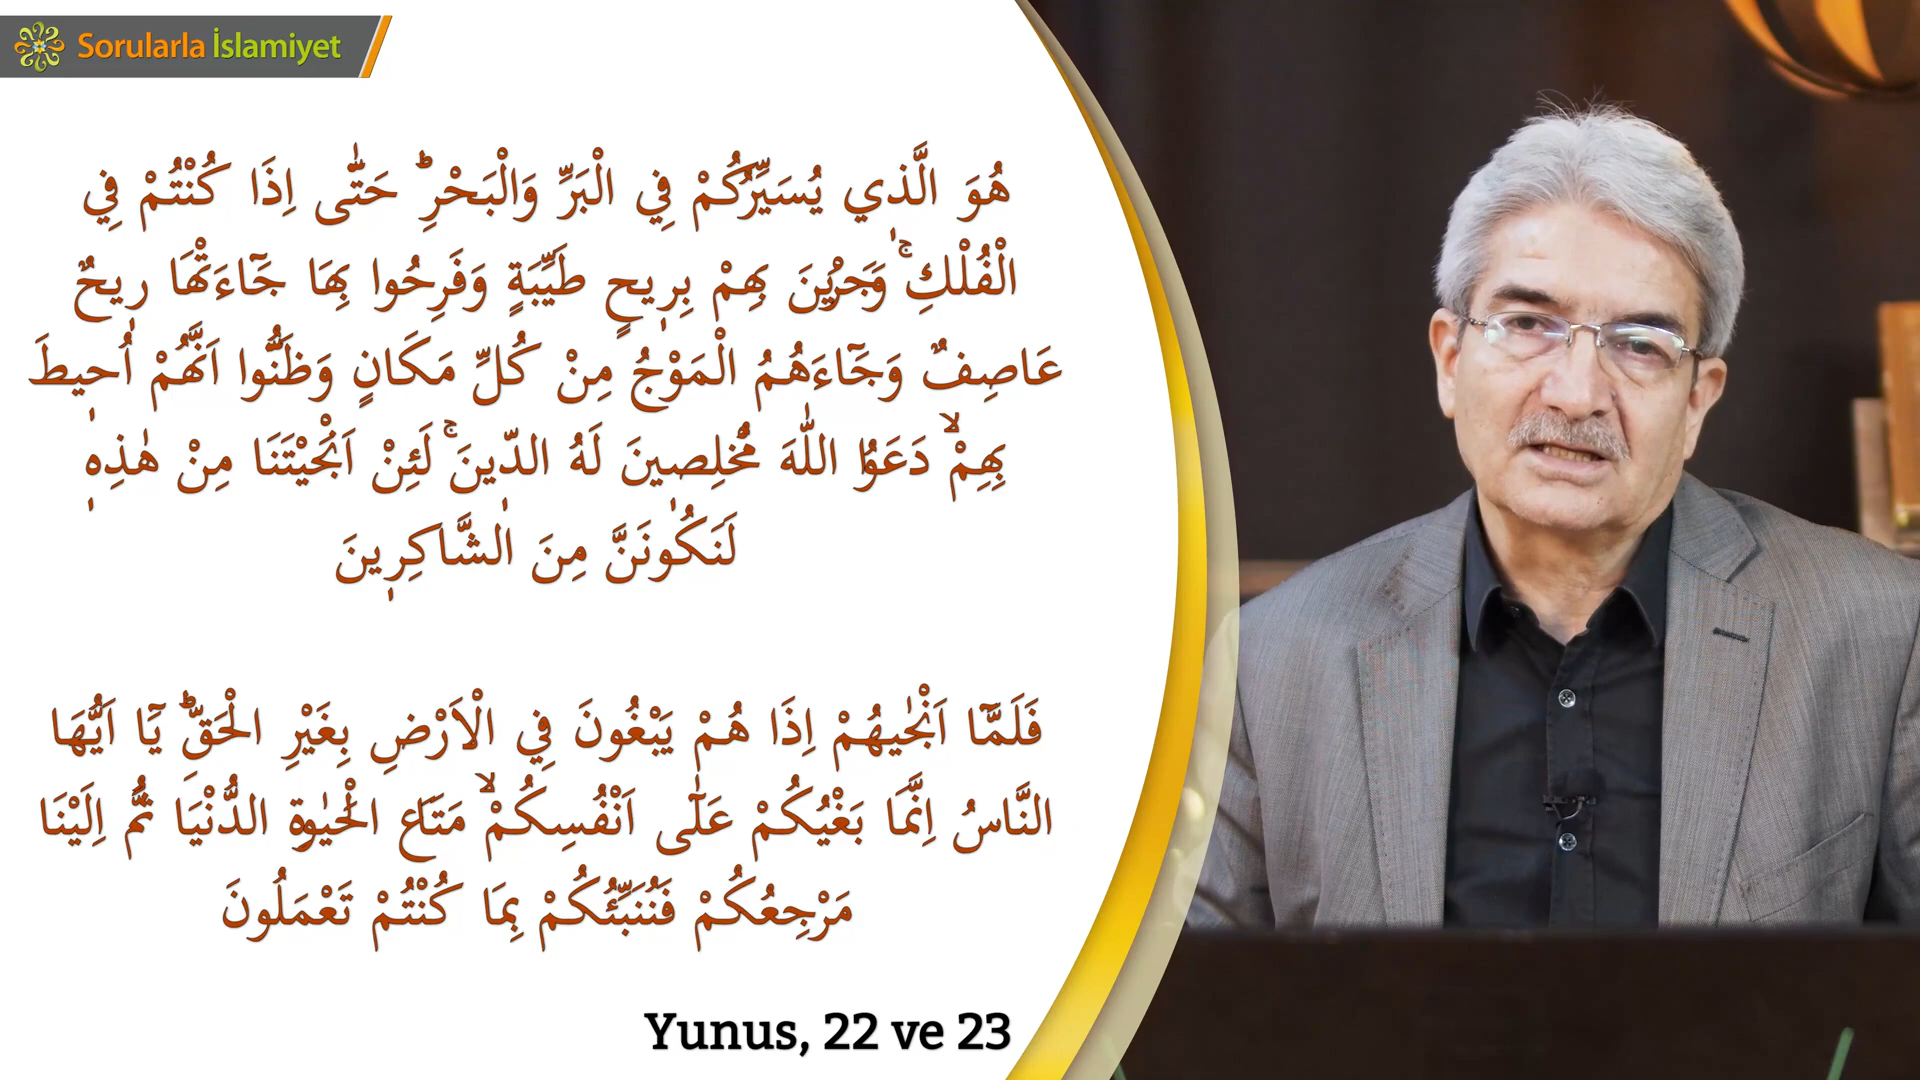 Sorularla İslamiyet
هُوَ الَّذٖي يُسَيِّرُكُمْ فِي الْبَرِّ وَالْبَحْرِؕ حَتّٰٓى اِذَا كُنْتُمْ فِي
الْفُلْكِۚ وَجَرَيْنَ بِهِمْ بِرٖيحٍ طَيِّبَةٍ وَفَرِحُوا بِهَا جَٓاءَتْهَا رٖيحٌ
عَاصِفٌ وَجَٓاءَهُمُ الْمَوْجُ مِنْ كُلِّ مَكَانٍ وَظَنُّٓوا اَنَّهُمْ اُحٖيطَ
بِهِمْۙ دَعَوُا اللّٰهَ مُخْلِصٖينَ لَهُ الدّٖينَۚ لَئِنْ اَنْجَيْتَنَا مِنْ هٰذِهٖ
لَنَكُونَنَّ مِنَ الشَّاكِرٖينَ
فَلَمَّٓا اَنْجٰيهُمْ اِذَا هُمْ يَبْغُونَ فِي الْاَرْضِ بِغَيْرِ الْحَقِّؕ يَٓا اَيُّهَا
النَّاسُ اِنَّمَا بَغْيُكُمْ عَلٰٓى اَنْفُسِكُمْۙ مَتَاعَ الْحَيٰوةِ الدُّنْيَا ثُمَّ اِلَيْنَا
مَرْجِعُكُمْ فَنُنَبِّئُكُمْ بِمَا كُنْتُمْ تَعْمَلُونَ
Yunus, 22 ve 23